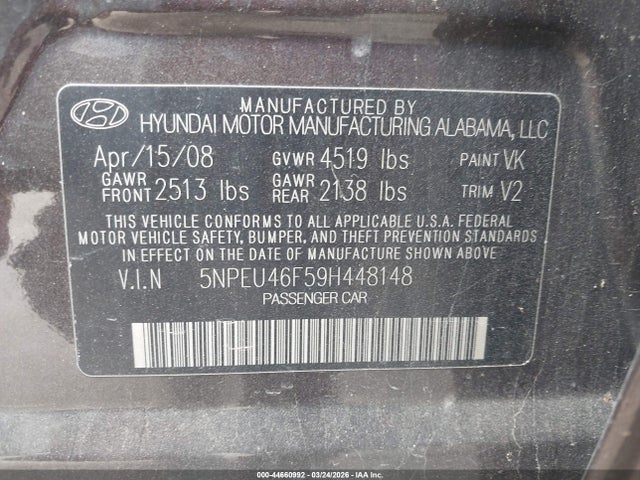 MANUFACTURED BY
HYUNDAI MOTOR MANUFACTURING ALABAMA, LLC
Apr/15/08 GVWR 4519 lbs PAINT VK
GAWR FRONT 2513 lbs GAWR REAR 2138 lbs TRIM V2
THIS VEHICLE CONFORMS TO ALL APPLICABLE U.S.A. FEDERAL
MOTOR VEHICLE SAFETY, BUMPER, AND THEFT PREVENTION STANDARDS
IN EFFECT ON THE DATE OF MANUFACTURE SHOWN ABOVE
V.I.N 5NPEU46F59H448148
PASSENGER CAR
000-44660992 - 03/24/2026 - COPART